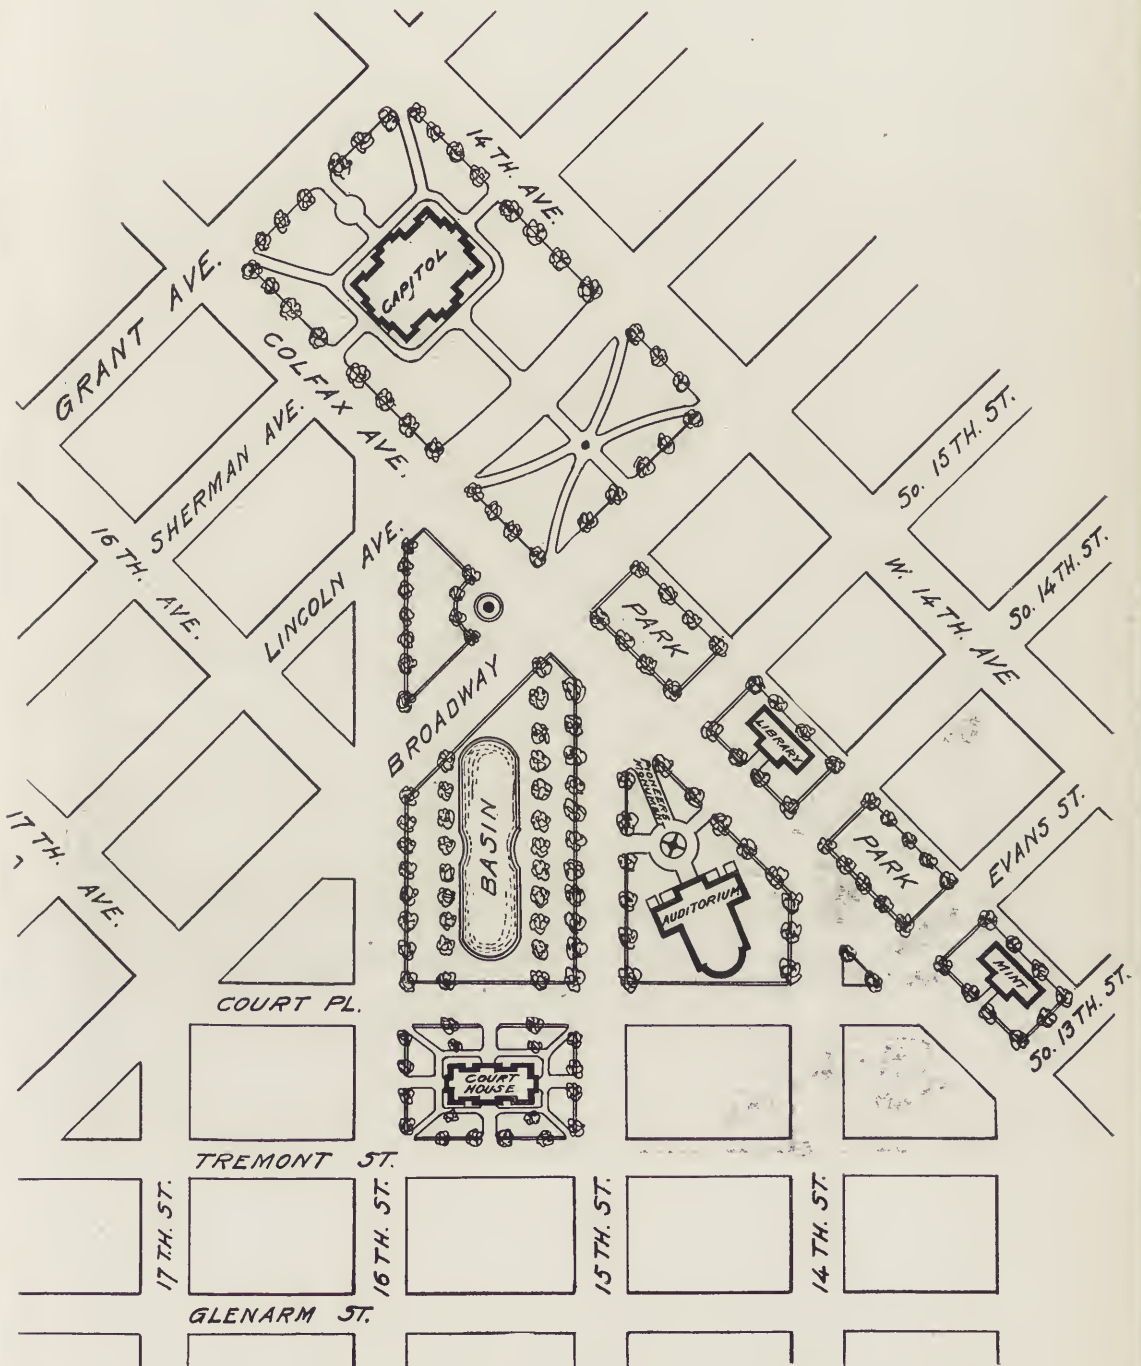 14TH. AVE.
CAPITOL
GRANT AVE.
COLFAX AVE.
SHERMAN AVE.
16TH. AVE.
LINCOLN AVE.
So. 15TH. ST.
So. 14TH. ST.
W. 14TH. AVE
PARK
BROADWAY
LIBRARY
PIONEERS
MONUMENT
BASIN
17TH. AVE.
PARK
EVANS ST.
AUDITORIUM
MINT
So. 13TH. ST.
COURT PL.
COURT
HOUSE
TREMONT ST.
17TH. ST.
16TH. ST.
15TH. ST.
14TH. ST.
GLENARM ST.